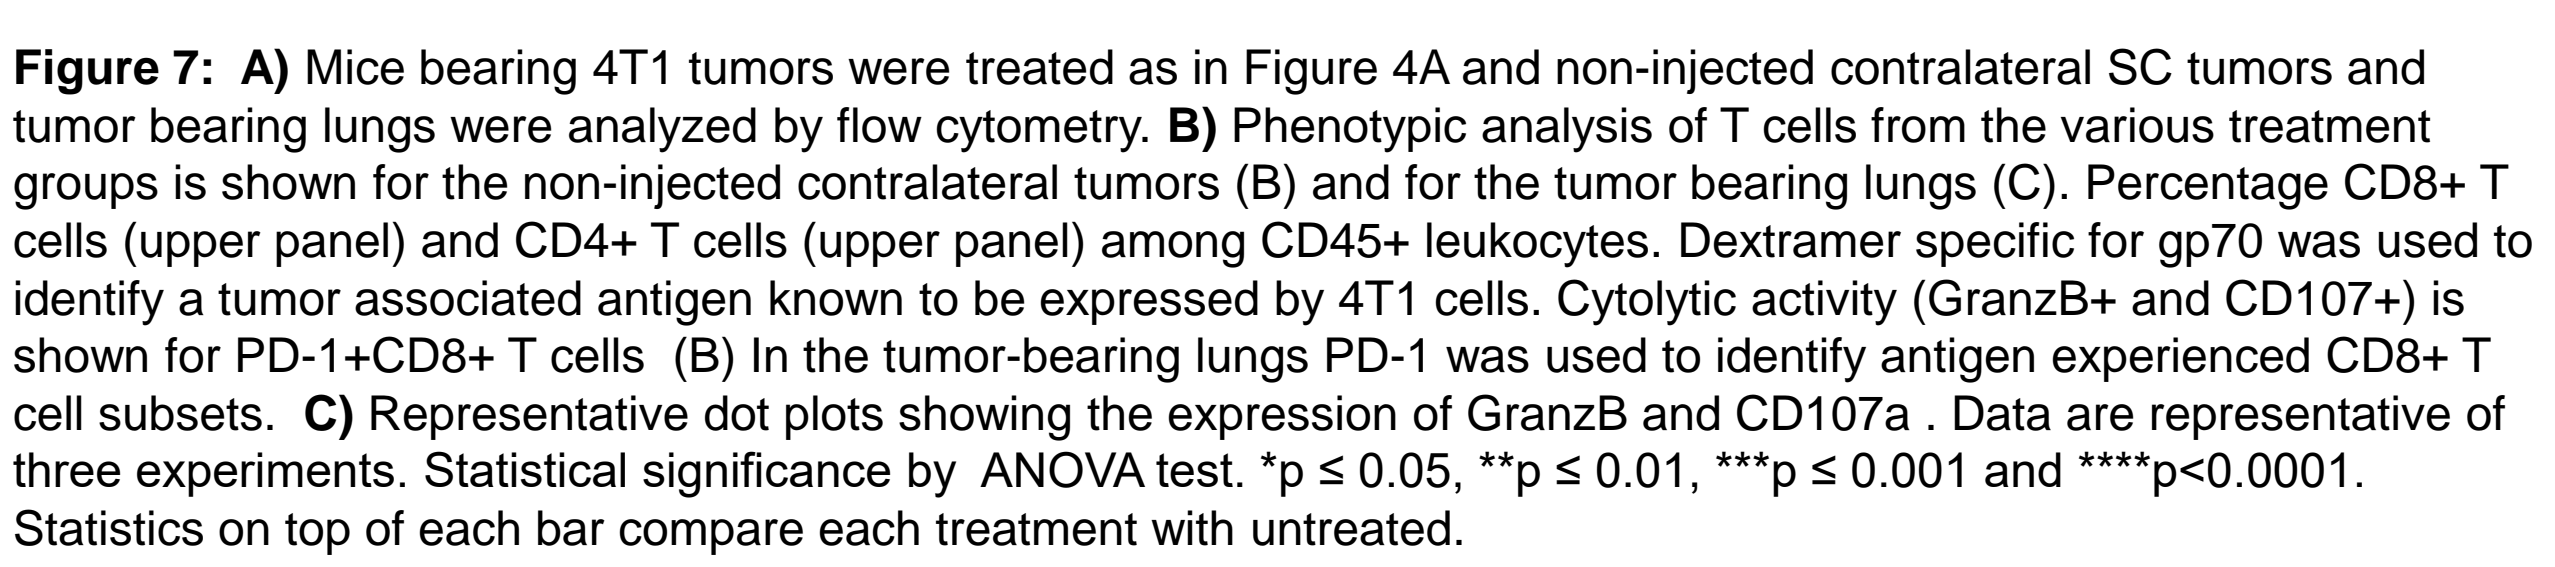 Figure 7: A) Mice bearing 4T1 tumors were treated as in Figure 4A and non-injected contralateral SC tumors and
tumor bearing lungs were analyzed by flow cytometry. B) Phenotypic analysis of T cells from the various treatment
groups is shown for the non-injected contralateral tumors (B) and for the tumor bearing lungs (C). Percentage CD8+ T
cells (upper panel) and CD4+ T cells (upper panel) among CD45+ leukocytes. Dextramer specific for gp70 was used to
identify a tumor associated antigen known to be expressed by 4T1 cells. Cytolytic activity (GranzB+ and CD107+) is
shown for PD-1+CD8+ T cells (B) In the tumor-bearing lungs PD-1 was used to identify antigen experienced CD8+ T
cell subsets. C) Representative dot plots showing the expression of GranzB and CD107a . Data are representative of
three experiments. Statistical significance by ANOVA test. *p ≤ 0.05, **p ≤ 0.01, ***p ≤ 0.001 and ****p<0.0001.
Statistics on top of each bar compare each treatment with untreated.